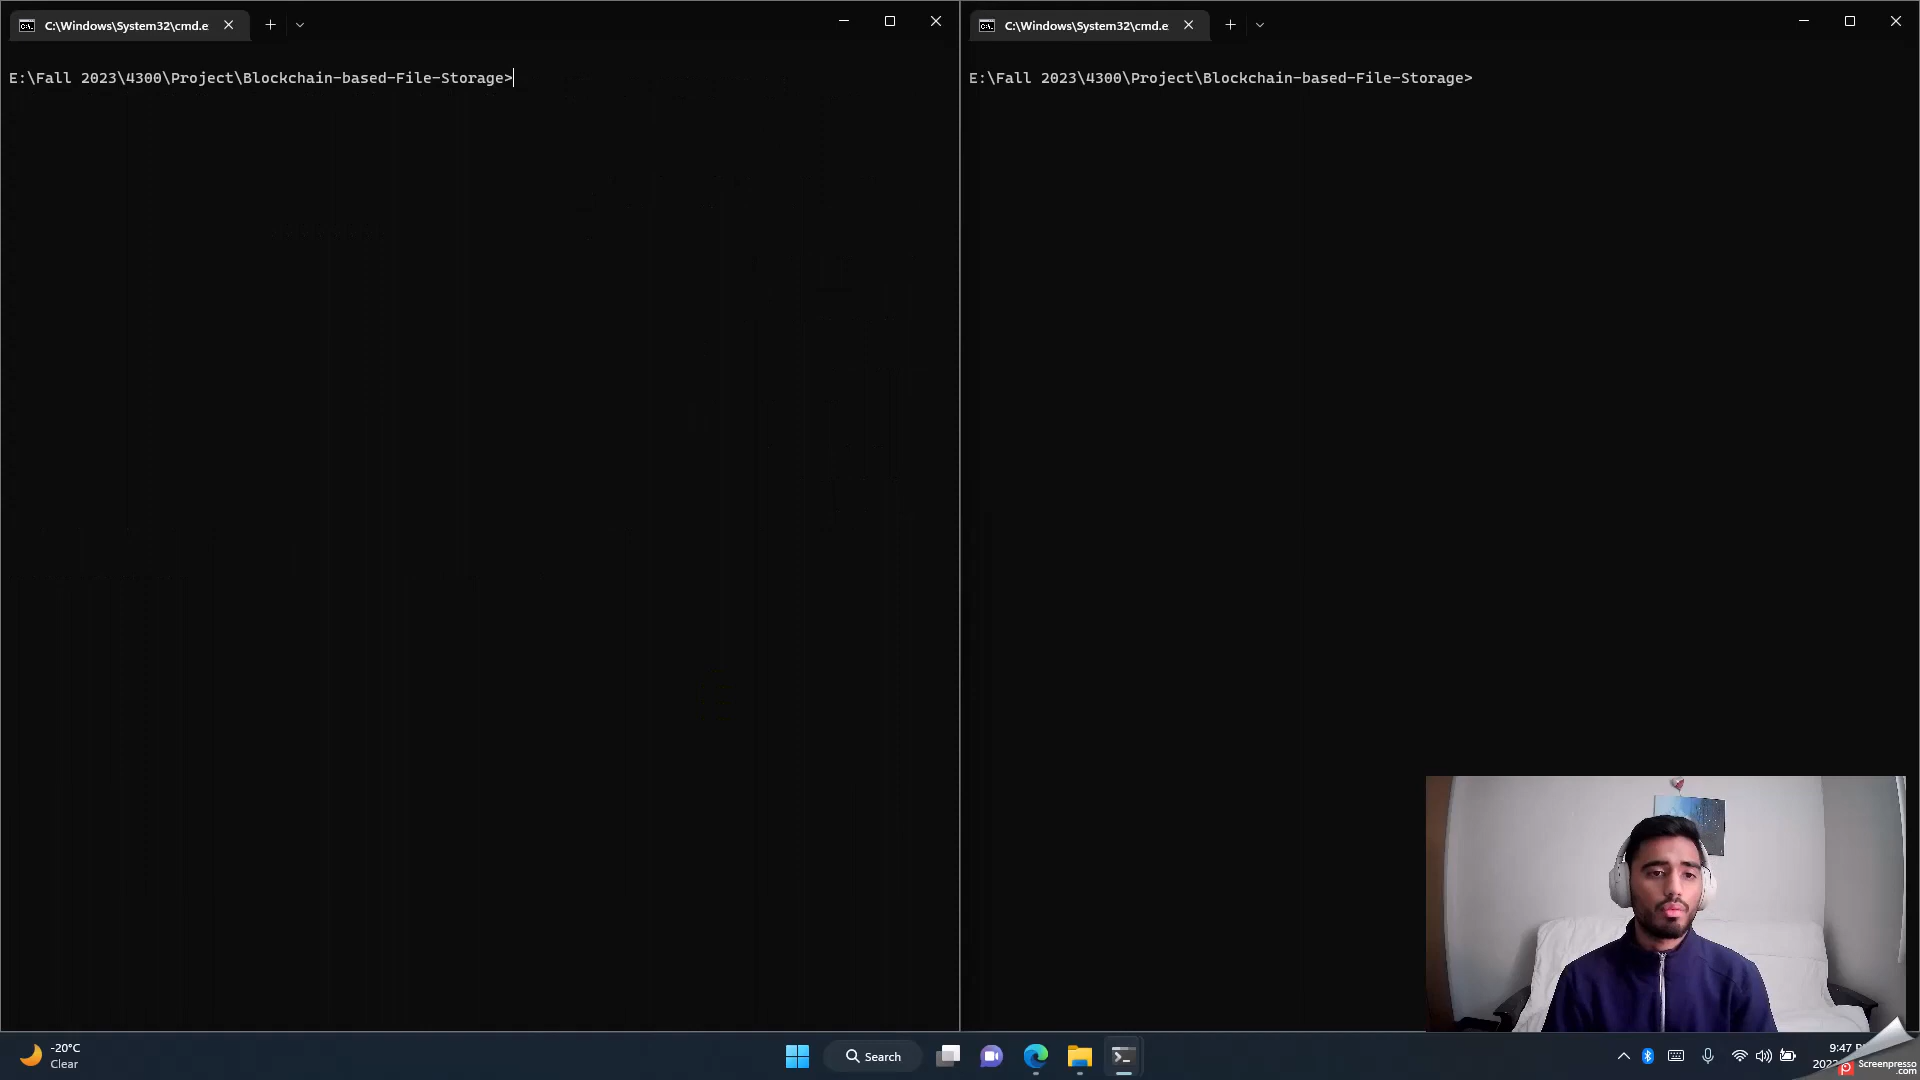 C:\Windows\System32\cmd.e
E:\Fall 2023\4300\Project\Blockchain-based-File-Storage>
C:\Windows\System32\cmd.e
E:\Fall 2023\4300\Project\Blockchain-based-File-Storage>
-20°C
Clear
Search
9:47
Screenpresso
.com